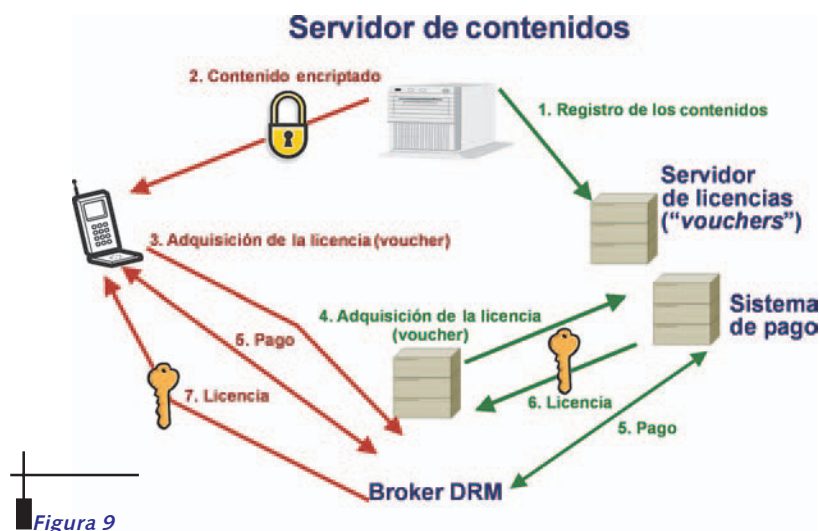 Servidor de contenidos
2. Contenido encriptado
1. Registro de los contenidos
Servidor
de licencias
("vouchers")
3. Adquisición de la licencia (voucher)
Sistema
de pago
4. Adquisición de la licencia
(voucher)
5. Pago
7. Licencia
6. Licencia
5. Pago
Broker DRM
Figura 9